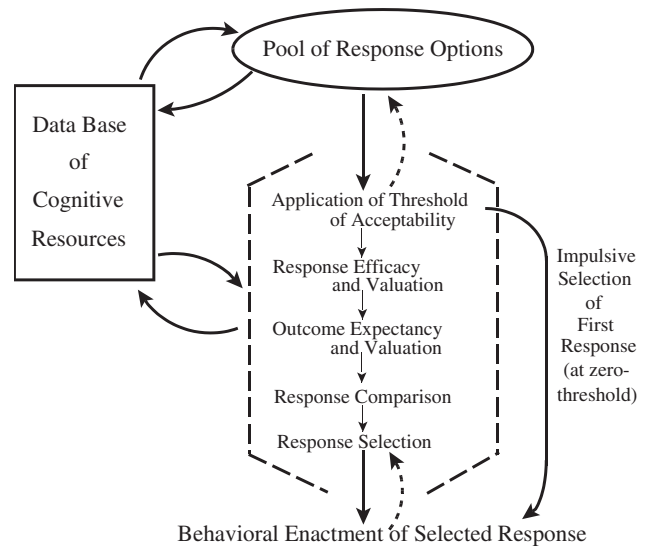 Pool of Response Options
Data Base
of
Cognitive
Resources
Application of Threshold
of Acceptability
Response Efficacy
and Valuation
Outcome Expectancy
and Valuation
Response Comparison
Response Selection
Impulsive
Selection
of
First
Response
(at zero-
threshold)
Behavioral Enactment of Selected Response